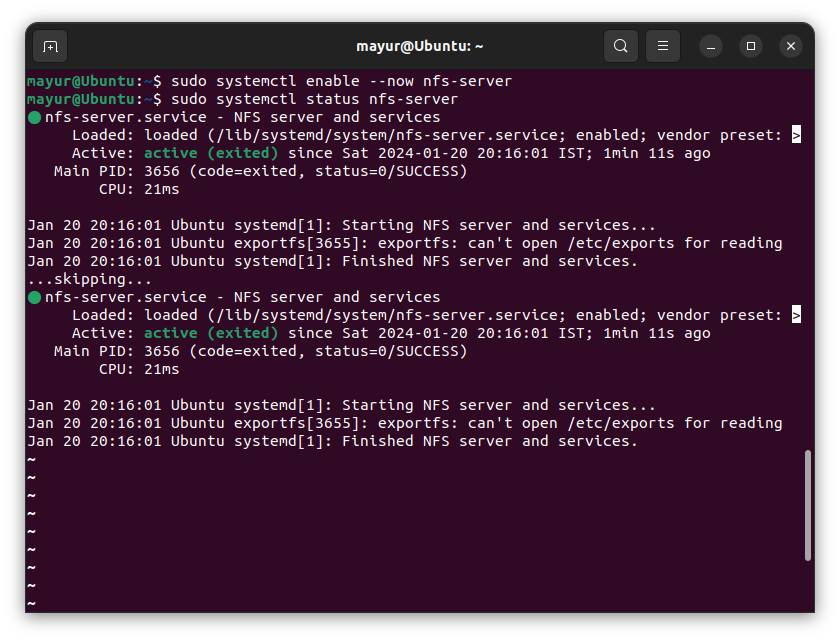 mayur@Ubuntu: ~
mayur@Ubuntu:~$ sudo systemctl enable --now nfs-server
mayur@Ubuntu:~$ sudo systemctl status nfs-server
● nfs-server.service - NFS server and services
     Loaded: loaded (/lib/systemd/system/nfs-server.service; enabled; vendor preset: >
     Active: active (exited) since Sat 2024-01-20 20:16:01 IST; 1min 11s ago
   Main PID: 3656 (code=exited, status=0/SUCCESS)
        CPU: 21ms

Jan 20 20:16:01 Ubuntu systemd[1]: Starting NFS server and services...
Jan 20 20:16:01 Ubuntu exportfs[3655]: exportfs: can't open /etc/exports for reading
Jan 20 20:16:01 Ubuntu systemd[1]: Finished NFS server and services.
...skipping...
● nfs-server.service - NFS server and services
     Loaded: loaded (/lib/systemd/system/nfs-server.service; enabled; vendor preset: >
     Active: active (exited) since Sat 2024-01-20 20:16:01 IST; 1min 11s ago
   Main PID: 3656 (code=exited, status=0/SUCCESS)
        CPU: 21ms

Jan 20 20:16:01 Ubuntu systemd[1]: Starting NFS server and services...
Jan 20 20:16:01 Ubuntu exportfs[3655]: exportfs: can't open /etc/exports for reading
Jan 20 20:16:01 Ubuntu systemd[1]: Finished NFS server and services.
~
~
~
~
~
~
~
~
~